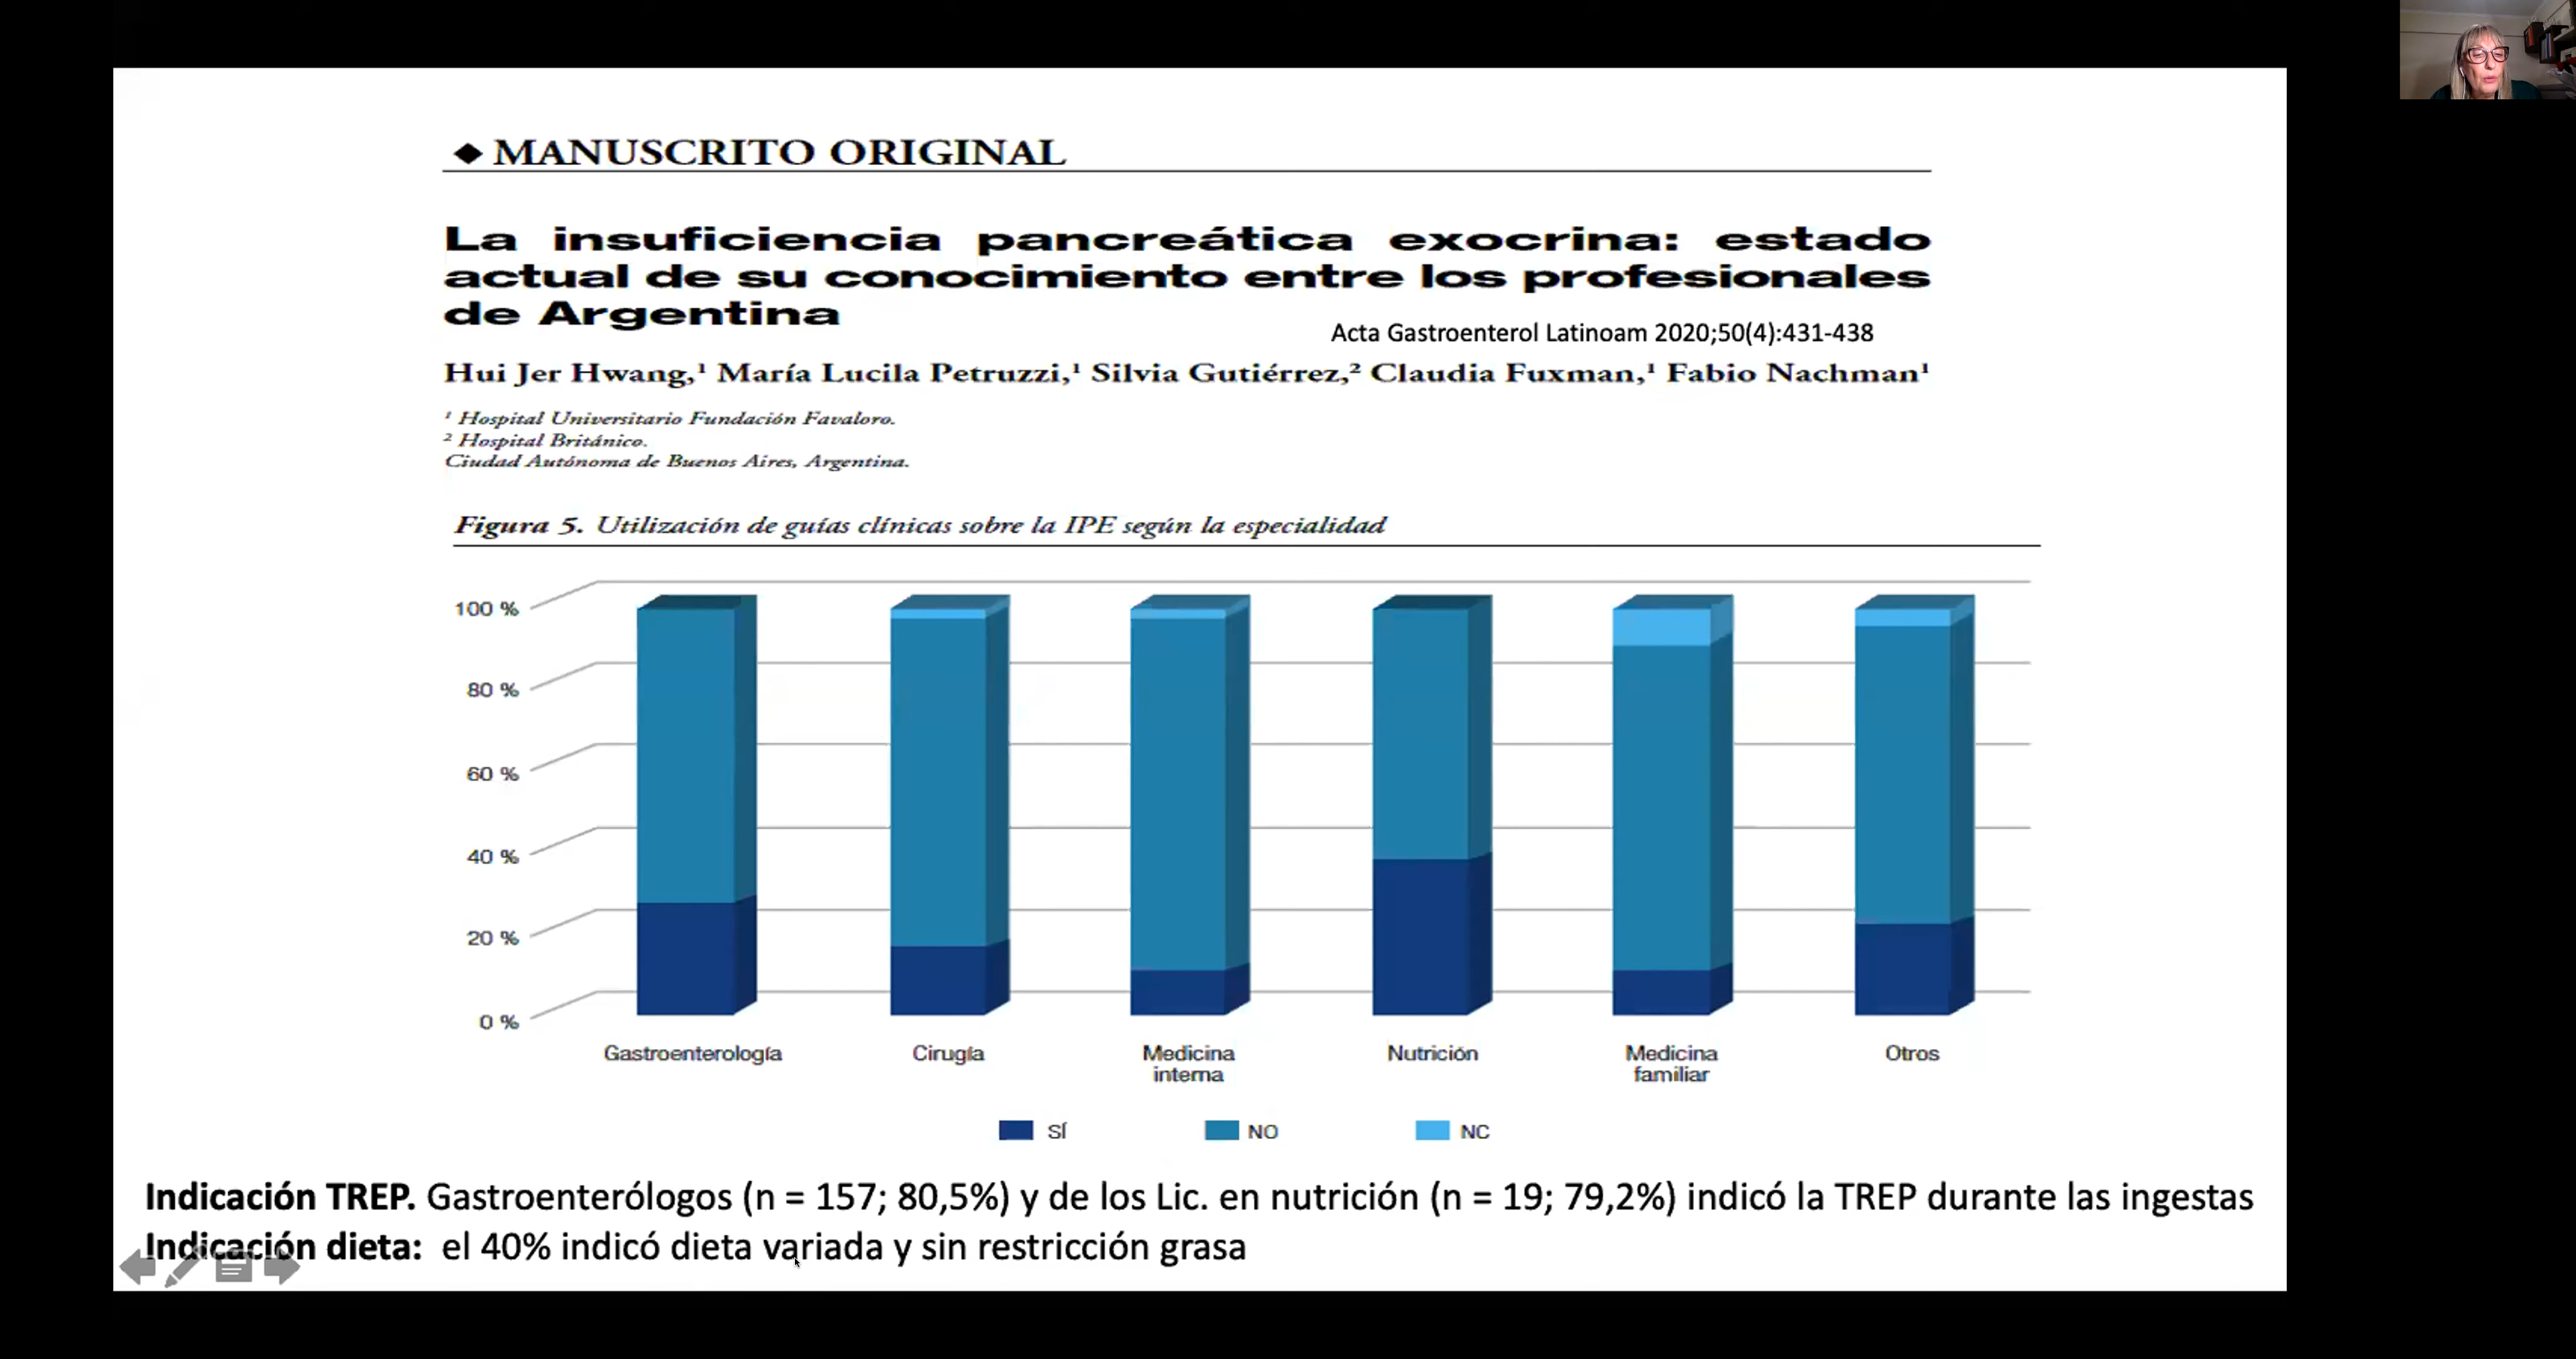 ◆ MANUSCRITO ORIGINAL
La insuficiencia pancreática exocrina: estado
actual de su conocimiento entre los profesionales
de Argentina
Acta Gastroenterol Latinoam 2020;50(4):431-438
Hui Jer Hwang,¹ María Lucila Petruzzi,¹ Silvia Gutiérrez,² Claudia Fuxman,¹ Fabio Nachman¹
¹ Hospital Universitario Fundación Favaloro.
² Hospital Británico.
Ciudad Autónoma de Buenos Aires, Argentina.
Figura 5. Utilización de guías clínicas sobre la IPE según la especialidad
100 %
80 %
60 %
40 %
20 %
0 %
Gastroenterología
Cirugía
Medicina
interna
Nutrición
Medicina
familiar
Otros
SÍ
NO
NC
Indicación TREP. Gastroenterólogos (n = 157; 80,5%) y de los Lic. en nutrición (n = 19; 79,2%) indicó la TREP durante las ingestas
Indicación dieta: el 40% indicó dieta variada y sin restricción grasa